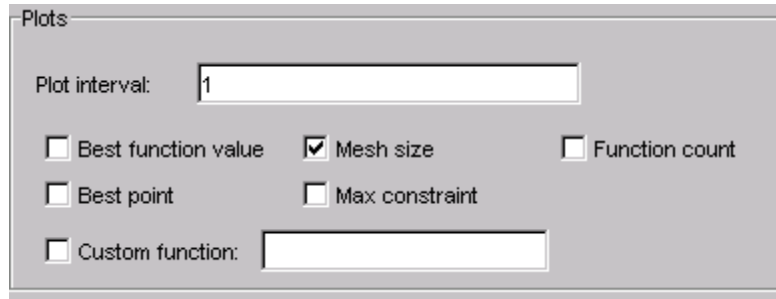 Plots
Plot interval: 1
Best function value Mesh size Function count
Best point Max constraint
Custom function: